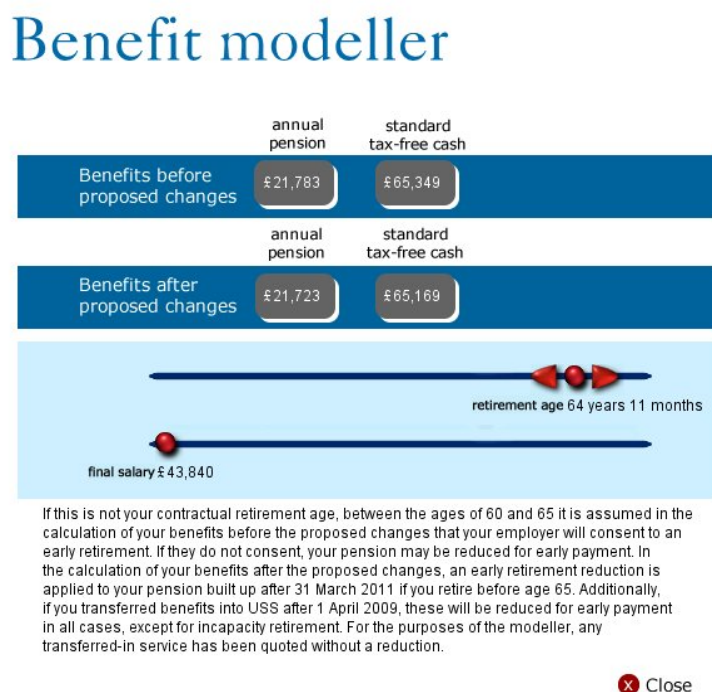 Benefit modeller
annual
pension
standard
tax-free cash
Benefits before
proposed changes
£21,783
£65,349
annual
pension
standard
tax-free cash
Benefits after
proposed changes
£21,723
£65,169
retirement age 64 years 11 months
final salary £43,840
If this is not your contractual retirement age, between the ages of 60 and 65 it is assumed in the
calculation of your benefits before the proposed changes that your employer will consent to an
early retirement. If they do not consent, your pension may be reduced for early payment. In
the calculation of your benefits after the proposed changes, an early retirement reduction is
applied to your pension built up after 31 March 2011 if you retire before age 65. Additionally,
if you transferred benefits into USS after 1 April 2009, these will be reduced for early payment
in all cases, except for incapacity retirement. For the purposes of the modeller, any
transferred-in service has been quoted without a reduction.
X Close